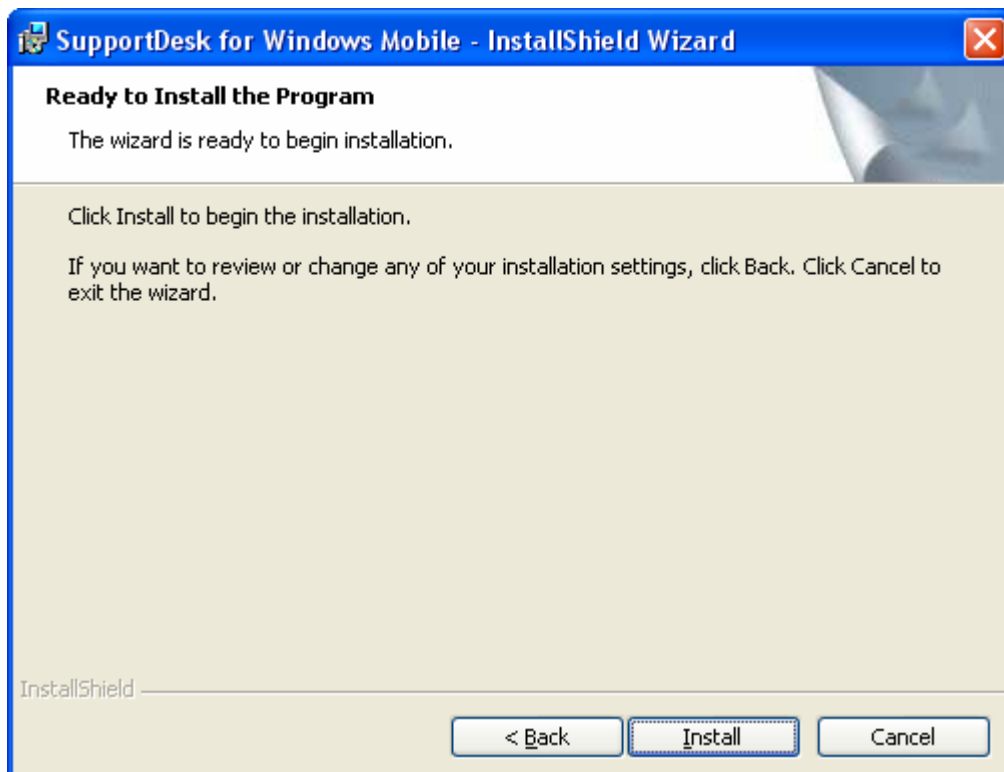 SupportDesk for Windows Mobile - InstallShield Wizard
Ready to Install the Program
The wizard is ready to begin installation.
Click Install to begin the installation.
If you want to review or change any of your installation settings, click Back. Click Cancel to
exit the wizard.
InstallShield
< Back
Install
Cancel